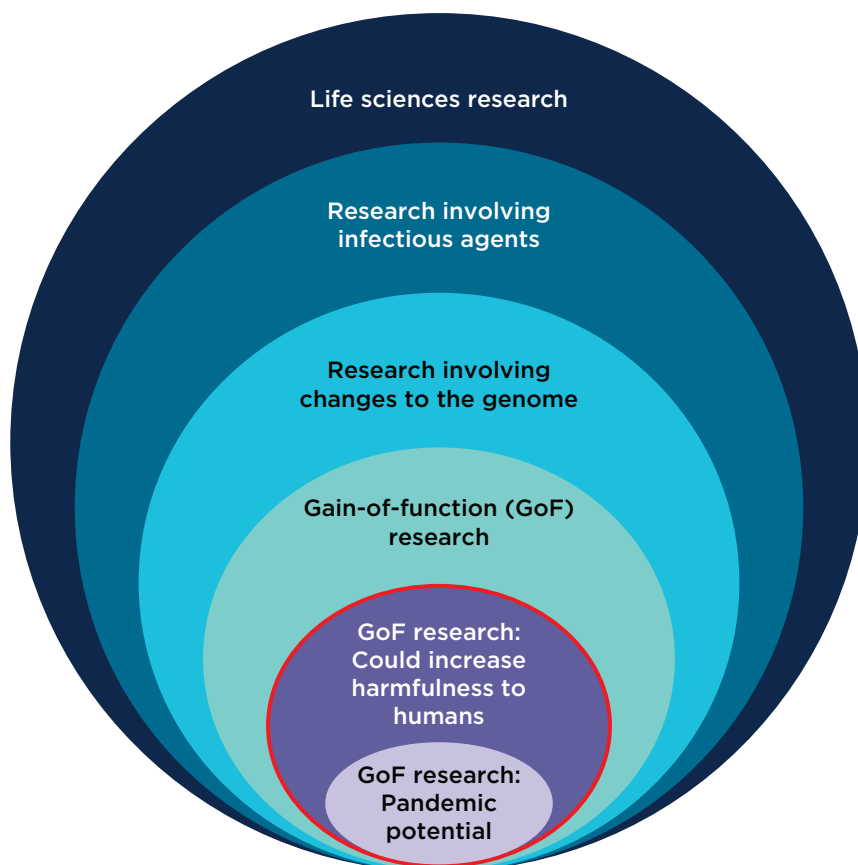 Life sciences research
Research involving
infectious agents
Research involving
changes to the genome
Gain-of-function (GoF)
research
GoF research:
Could increase
harmfulness to
humans
GoF research:
Pandemic
potential